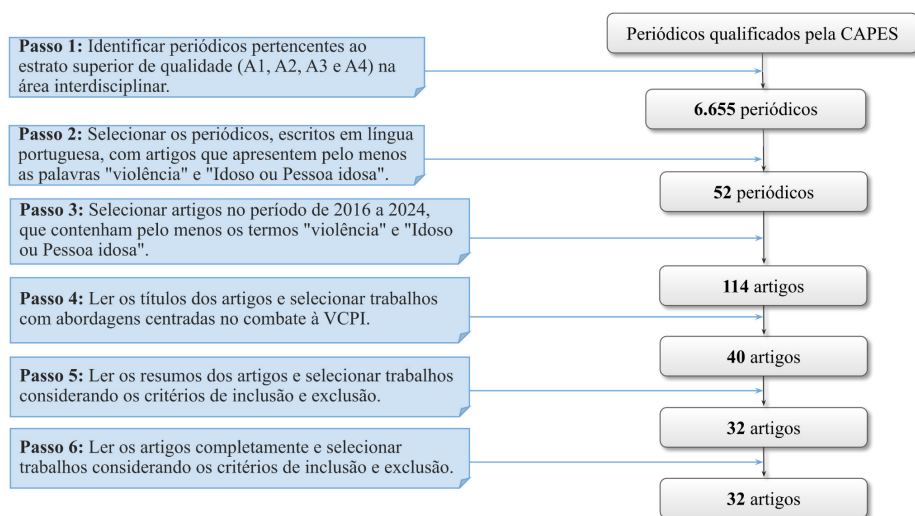 Periódicos qualificados pela CAPES
Passo 1: Identificar periódicos pertencentes ao
estrato superior de qualidade (A1, A2, A3 e A4) na
área interdisciplinar.
6.655 periódicos
Passo 2: Selecionar os periódicos, escritos em língua
portuguesa, com artigos que apresentem pelo menos
as palavras "violência" e "Idoso ou Pessoa idosa".
52 periódicos
Passo 3: Selecionar artigos no período de 2016 a 2024,
que contenham pelo menos os termos "violência" e "Idoso
ou Pessoa idosa".
114 artigos
Passo 4: Ler os títulos dos artigos e selecionar trabalhos
com abordagens centradas no combate à VCPI.
40 artigos
Passo 5: Ler os resumos dos artigos e selecionar trabalhos
considerando os critérios de inclusão e exclusão.
32 artigos
Passo 6: Ler os artigos completamente e selecionar
trabalhos considerando os critérios de inclusão e exclusão.
32 artigos